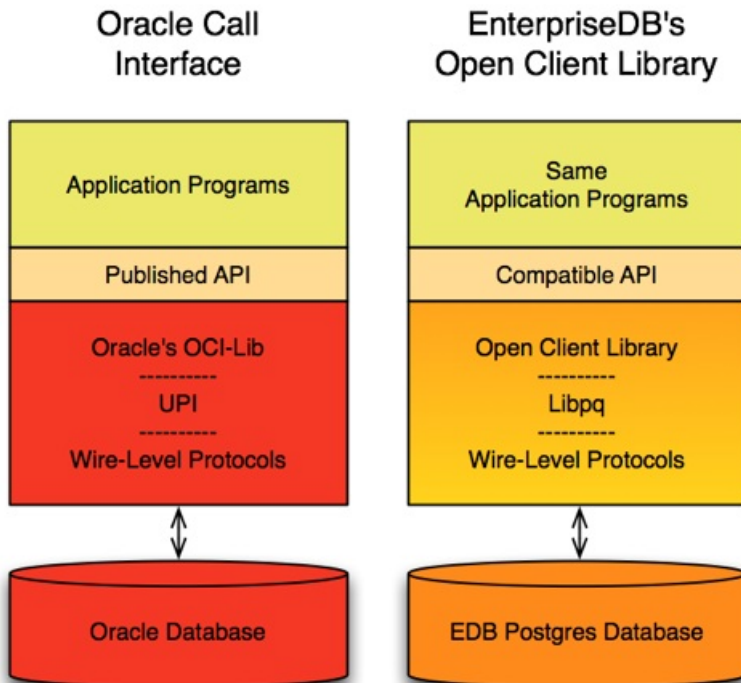 Oracle Call
Interface
Application Programs
Published API
Oracle's OCI-Lib
----------
UPI
----------
Wire-Level Protocols
Oracle Database
EnterpriseDB's
Open Client Library
Same
Application Programs
Compatible API
Open Client Library
----------
Libpq
----------
Wire-Level Protocols
EDB Postgres Database